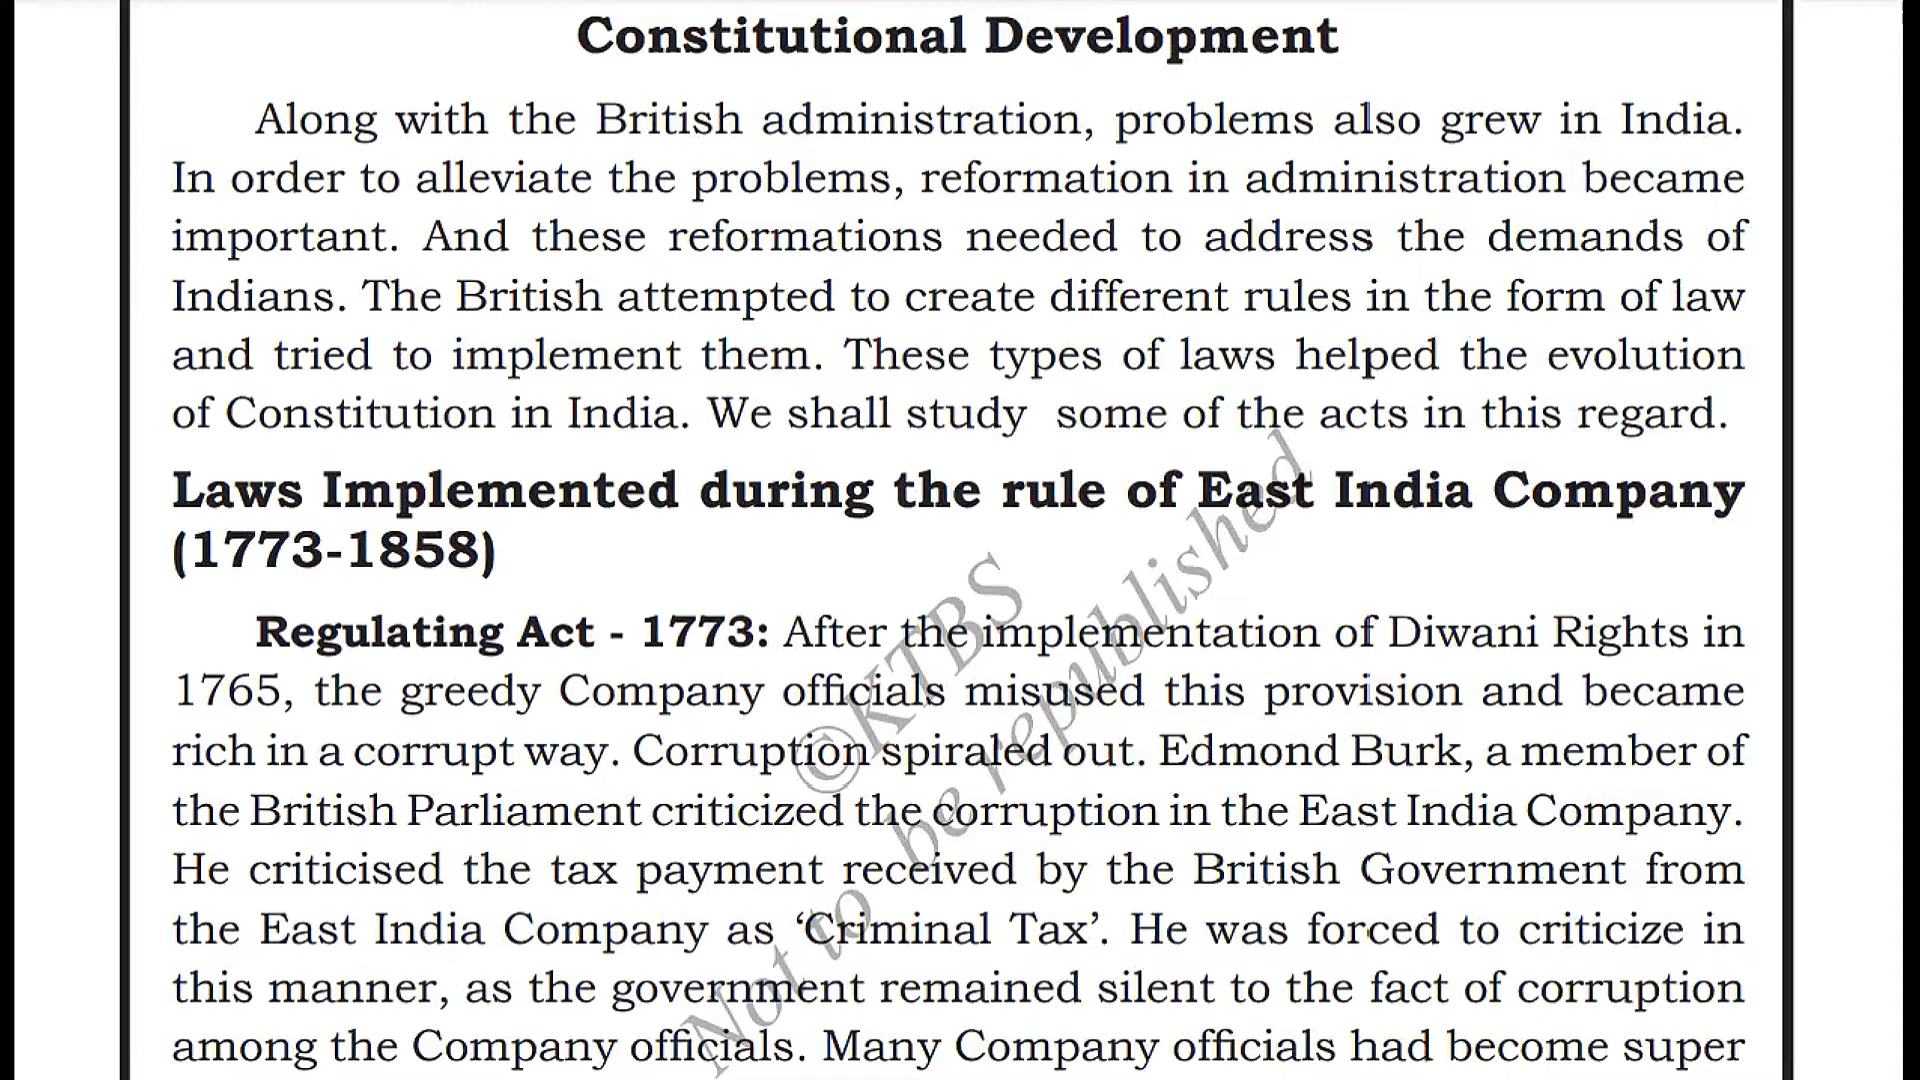 Constitutional Development
Along with the British administration, problems also grew in India.
In order to alleviate the problems, reformation in administration became
important. And these reformations needed to address the demands of
Indians. The British attempted to create different rules in the form of law
and tried to implement them. These types of laws helped the evolution
of Constitution in India. We shall study some of the acts in this regard.
Laws Implemented during the rule of East India Company
(1773-1858)
Regulating Act - 1773: After the implementation of Diwani Rights in
1765, the greedy Company officials misused this provision and became
rich in a corrupt way. Corruption spiraled out. Edmond Burk, a member of
the British Parliament criticized the corruption in the East India Company.
He criticised the tax payment received by the British Government from
the East India Company as ‘Criminal Tax’. He was forced to criticize in
this manner, as the government remained silent to the fact of corruption
among the Company officials. Many Company officials had become super
©KTBS
Not to be republished